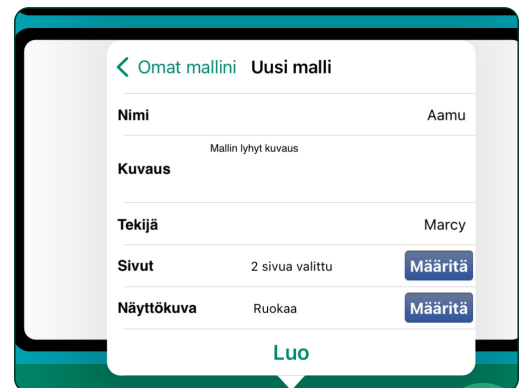 Omat mallini Uusi malli
Nimi Aamu
Mallin lyhyt kuvaus
Kuvaus
Tekijä Marcy
Sivut 2 sivua valittu Määritä
Näyttökuva Ruokaa Määritä
Luo